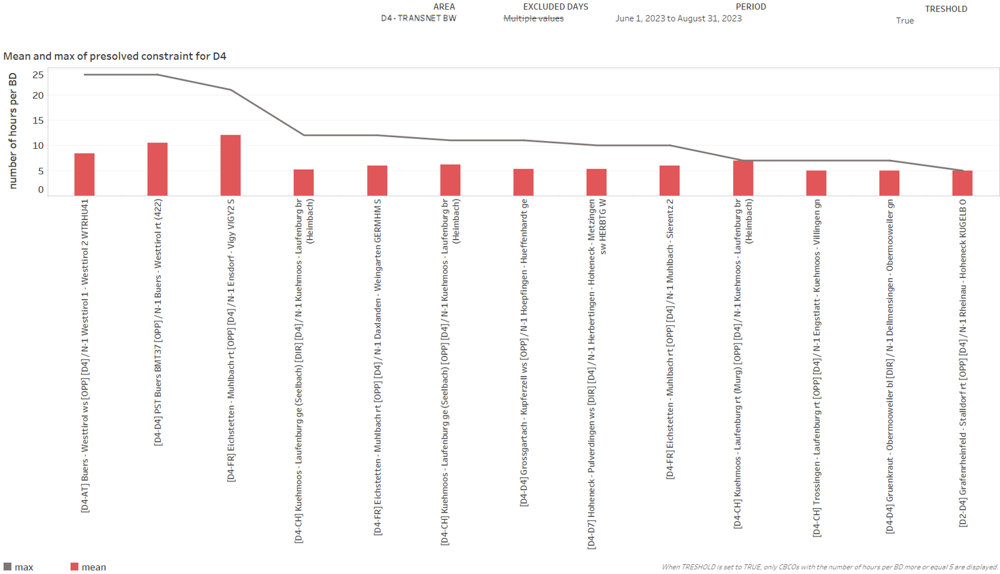 AREA
EXCLUDED DAYS
PERIOD
TRESHOLD
D4 - TRANSNET BW
Multiple values
June 1, 2023 to August 31, 2023
True
Mean and max of presolved constraint for D4
number of hours per BD
25
20
15
10
5
0
[D4-AT] Buers - Westtirol ws [OPP] [D4] / N-1 Westtirol 1 - Westtirol 2 WTRHU41
[D4-D4] PST Buers BMT37 [OPP] / N-1 Buers - Westtirol rt (422)
[D4-FR] Eichstetten - Muhlbach rt [OPP] [D4] / N-1 Ensdorf - Vigy VIGY2 S
[D4-CH] Kuehmoos - Laufenburg ge (Seelbach) [DIR] [D4] / N-1 Kuehmoos - Laufenburg br
(Heimbach)
[D4-FR] Eichstetten - Muhlbach rt [OPP] [D4] / N-1 Daxlanden - Weingarten GERMHM S
[D4-CH] Kuehmoos - Laufenburg ge (Seelbach) [OPP] [D4] / N-1 Kuehmoos - Laufenburg br
(Heimbach)
[D4-D4] Grossgartach - Kupferzell ws [OPP] / N-1 Hoepfingen - Hueffenhardt ge
[D4-D7] Hoheneck - Pulverdingen ws [DIR] [D4] / N-1 Herbertingen - Hoheneck - Metzingen
sw HERBTG W
[D4-FR] Eichstetten - Muhlbach rt [OPP] [D4] / N-1 Muhlbach - Sierentz 2
[D4-CH] Kuehmoos - Laufenburg rt (Murg) [OPP] [D4] / N-1 Kuehmoos - Laufenburg br
(Heimbach)
[D4-CH] Trossingen - Laufenburg rt [OPP] [D4] / N-1 Engstlatt - Kuehmoos - Villingen gn
[D4-D4] Gruenkraut - Obermooweiler bl [DIR] / N-1 Dellmensingen - Obermooweiler gn
[D2-D4] Grafenrheinfeld - Stalldorf rt [OPP] [D4] / N-1 Rheinau - Hoheneck KUGELB O
max
mean
When TRESHOLD is set to TRUE, only CBCOs with the number of hours per BD more or equal 5 are displayed.